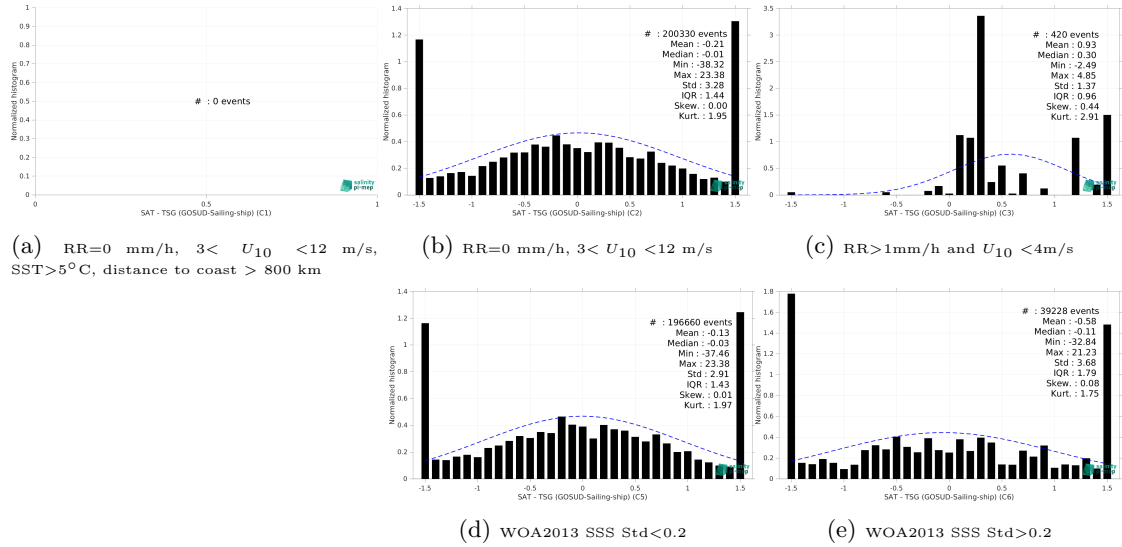 1
0.9
0.8
0.7
0.6
0.5
0.4
0.3
0.2
0.1
0
Normalized histogram
# : 0 events
salinity
pi-mep
0 0.5 1
SAT - TSG (GOSUD-Sailing-ship) (C1)
(a) RR=0 mm/h, 3< U10 <12 m/s,
SST>5°C, distance to coast > 800 km
1.4
1.2
1
0.8
0.6
0.4
0.2
0
Normalized histogram
# : 200330 events
Mean : -0.21
Median : -0.01
Min : -38.32
Max : 23.38
Std : 3.28
IQR : 1.44
Skew. : 0.00
Kurt. : 1.95
salinity
pi-mep
-1.5 -1 -0.5 0 0.5 1 1.5
SAT - TSG (GOSUD-Sailing-ship) (C2)
(b) RR=0 mm/h, 3< U10 <12 m/s
3.5
3
2.5
2
1.5
1
0.5
0
Normalized histogram
# : 420 events
Mean : 0.93
Median : 0.30
Min : -2.49
Max : 4.85
Std : 1.37
IQR : 0.96
Skew. : 0.44
Kurt. : 2.91
salinity
pi-mep
-1.5 -1 -0.5 0 0.5 1 1.5
SAT - TSG (GOSUD-Sailing-ship) (C3)
(c) RR>1mm/h and U10 <4m/s
1.4
1.2
1
0.8
0.6
0.4
0.2
0
Normalized histogram
# : 196660 events
Mean : -0.13
Median : -0.03
Min : -37.46
Max : 23.38
Std : 2.91
IQR : 1.43
Skew. : 0.01
Kurt. : 1.97
salinity
pi-mep
-1.5 -1 -0.5 0 0.5 1 1.5
SAT - TSG (GOSUD-Sailing-ship) (C5)
(d) WOA2013 SSS Std<0.2
1.8
1.6
1.4
1.2
1
0.8
0.6
0.4
0.2
0
Normalized histogram
# : 39228 events
Mean : -0.58
Median : -0.11
Min : -32.84
Max : 21.23
Std : 3.68
IQR : 1.79
Skew. : 0.08
Kurt. : 1.75
salinity
pi-mep
-1.5 -1 -0.5 0 0.5 1 1.5
SAT - TSG (GOSUD-Sailing-ship) (C6)
(e) WOA2013 SSS Std>0.2